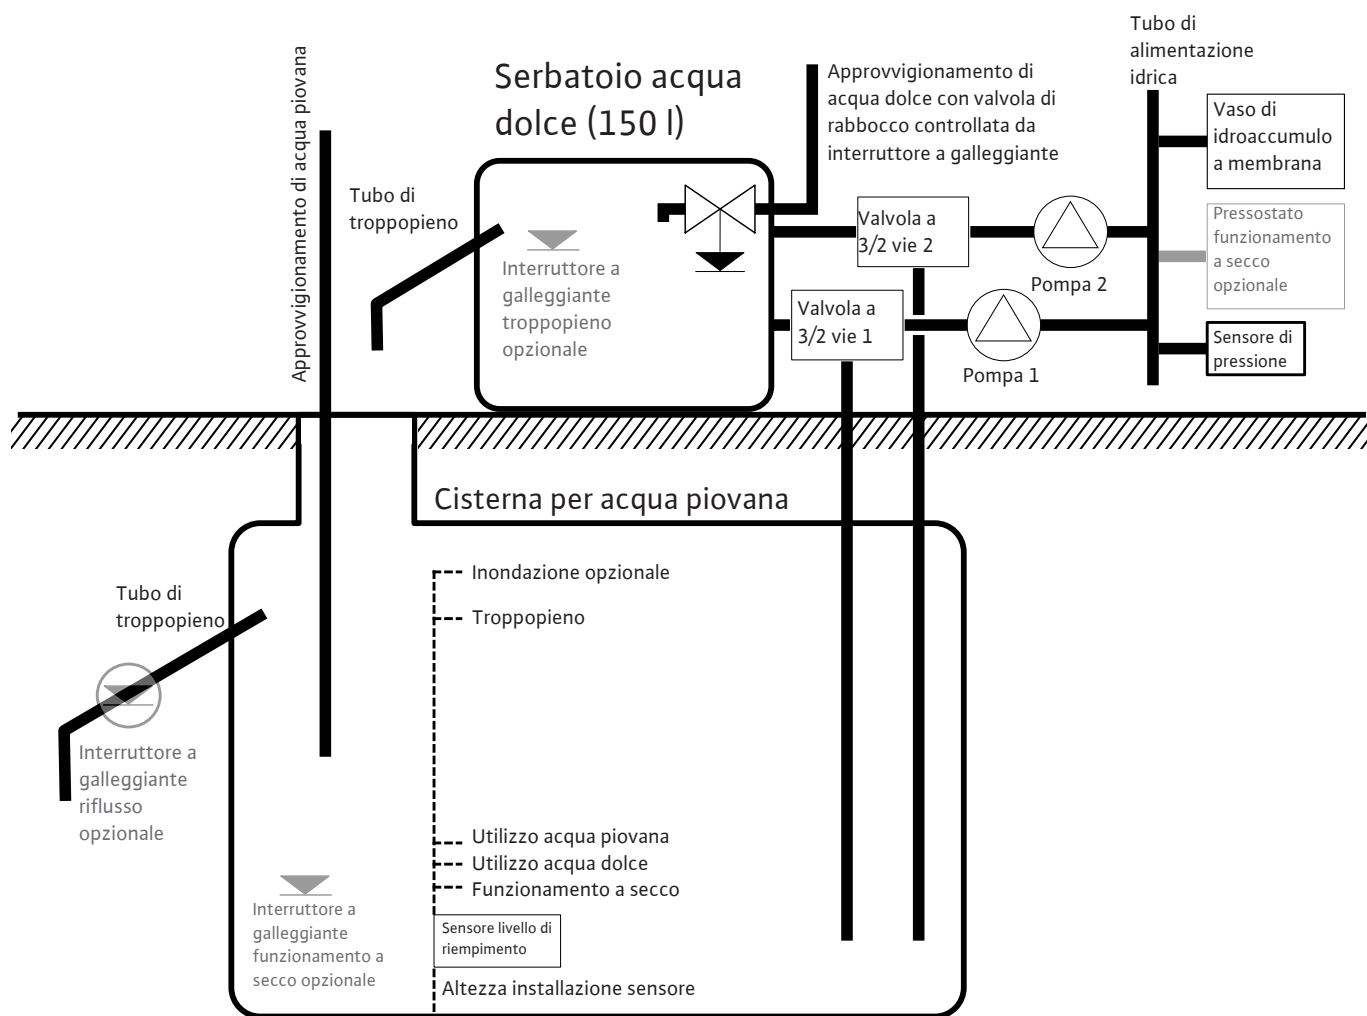 Tubo di
alimentazione
idrica
Serbatoio acqua
dolce (150 l)
Approvvigionamento di
acqua dolce con valvola di
rabbocco controllata da
interruttore a galleggiante
Approvvigionamento di acqua piovana
Tubo di
troppopieno
Interruttore a
galleggiante
troppopieno
opzionale
Valvola a
3/2 vie 2
Valvola a
3/2 vie 1
Pompa 2
Pompa 1
Vaso di
idroaccumulo
a membrana
Pressostato
funzionamento
a secco
opzionale
Sensore di
pressione
Cisterna per acqua piovana
Inondazione opzionale
Troppopieno
Tubo di
troppopieno
Interruttore a
galleggiante
riflusso
opzionale
Utilizzo acqua piovana
Utilizzo acqua dolce
Funzionamento a secco
Interruttore a
galleggiante
funzionamento a
secco opzionale
Sensore livello di
riempimento
Altezza installazione sensore